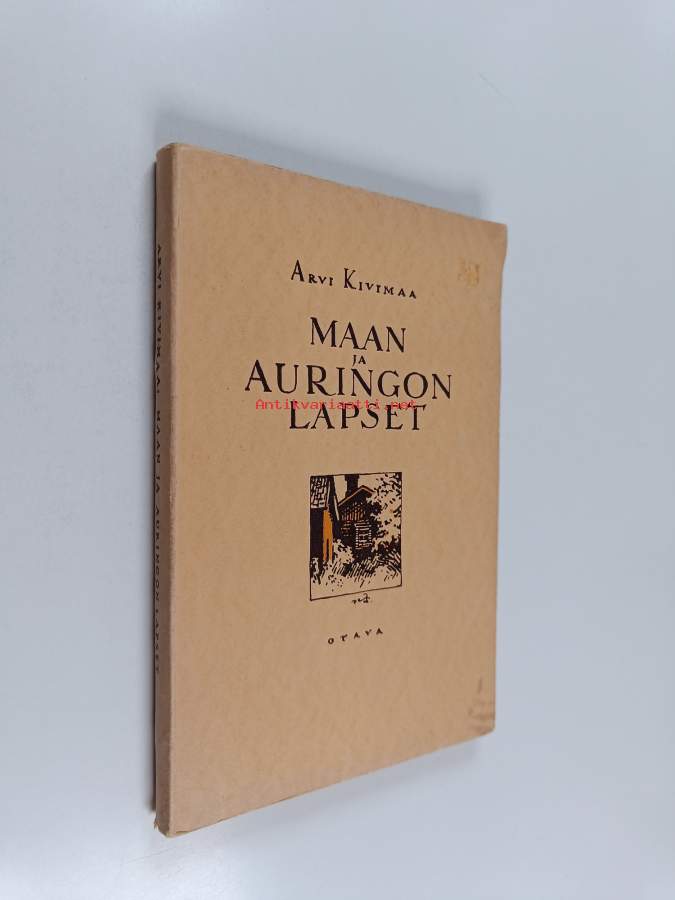 ARVI KIVIMAA
MAAN
JA
AURINGON
Antikvariaatti.net
LAPSET
OTAVA
ARVI KIVIMAA: MAAN JA AURINGON LAPSET